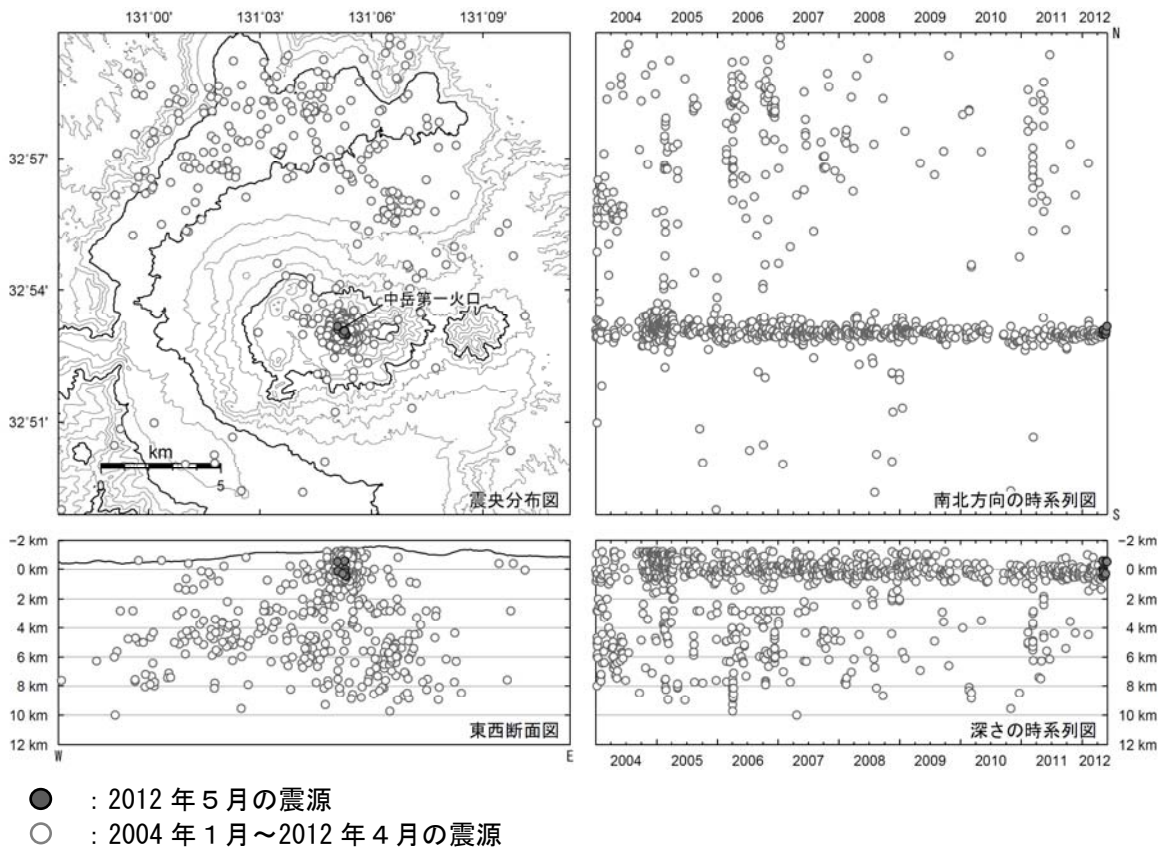 131°00' 131°03' 131°06' 131°09'
2004 2005 2006 2007 2008 2009 2010 2011 2012
N
32°57'
32°54'
中岳第一火口
32°51'
km
0 5
震央分布図
南北方向の時系列図
S
-2 km
0 km
2 km
4 km
6 km
8 km
10 km
12 km
W
E
東西断面図
-2 km
0 km
2 km
4 km
6 km
8 km
10 km
12 km
深さの時系列図
2004 2005 2006 2007 2008 2009 2010 2011 2012
：2012 年５月の震源
：2004 年１月～2012 年４月の震源